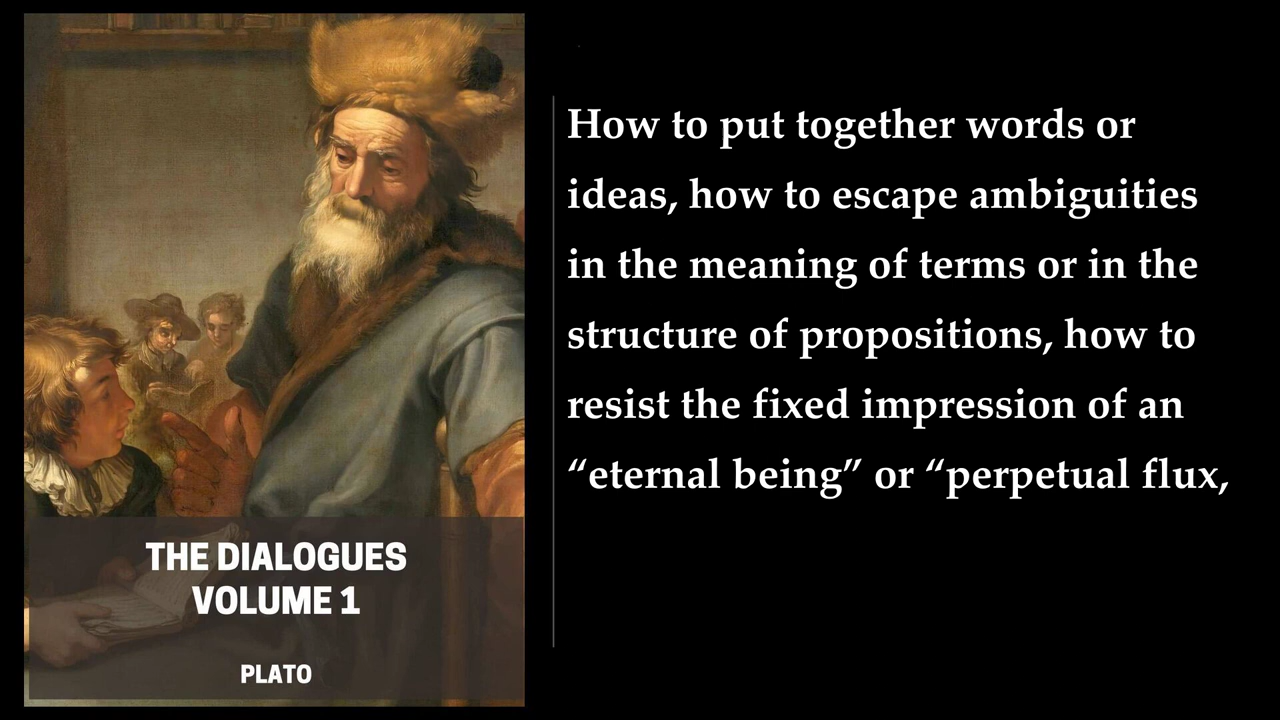 THE DIALOGUES
VOLUME 1
PLATO
How to put together words or
ideas, how to escape ambiguities
in the meaning of terms or in the
structure of propositions, how to
resist the fixed impression of an
“eternal being” or “perpetual flux,